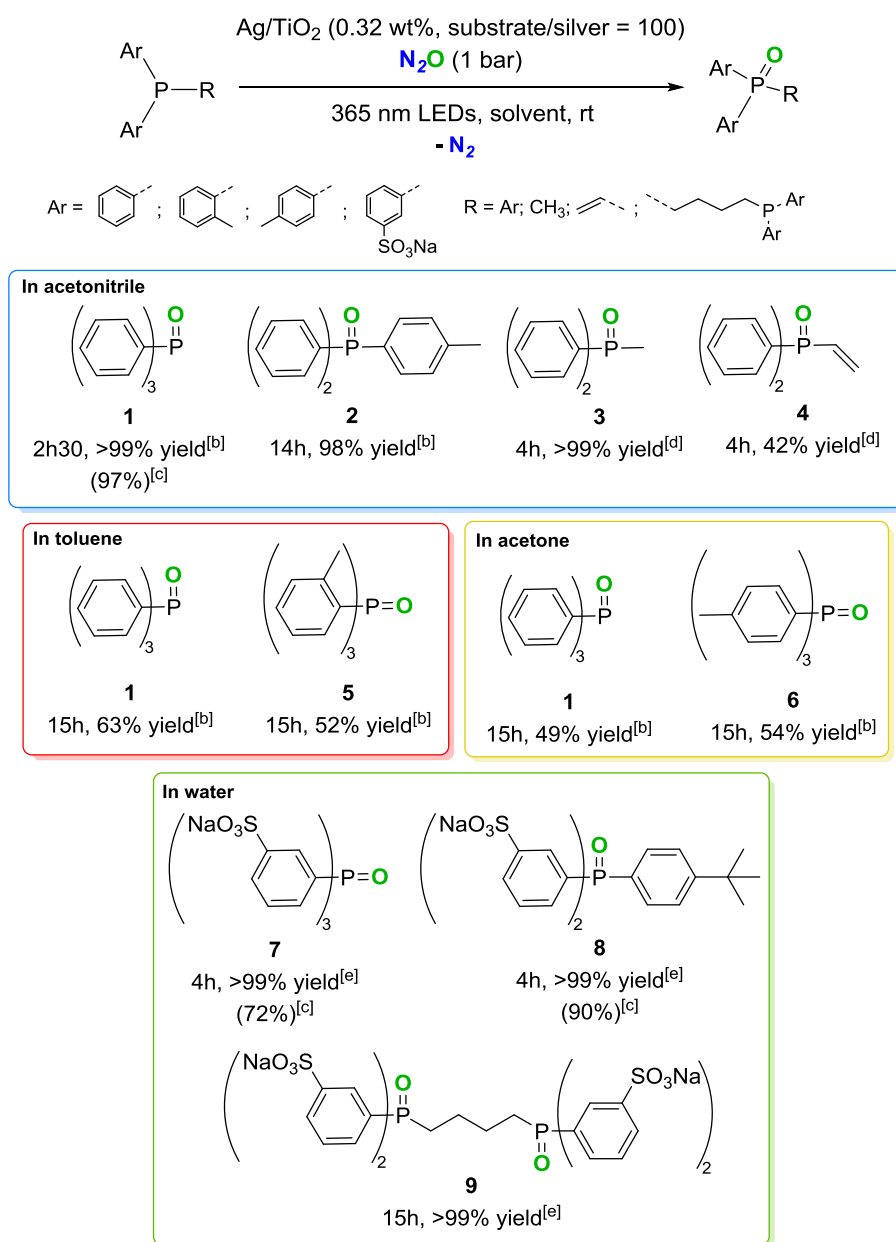 Ag/TiO2 (0.32 wt%, substrate/silver = 100)
N2O (1 bar)
365 nm LEDs, solvent, rt
- N2
Ar
P
R
Ar
Ar
O
P
R
Ar
Ar = ; ; ;
SO3Na
R = Ar; CH3; ; P Ar
Ar
In acetonitrile
O
P
3
O
P
2
O
P
2
O
P
2
1
2
3
4
2h30, >99% yield[b]
14h, 98% yield[b]
4h, >99% yield[d]
4h, 42% yield[d]
(97%)[c]
In toluene
O
P
3
P=O
3
1
5
15h, 63% yield[b]
15h, 52% yield[b]
In acetone
O
P
3
P=O
3
1
6
15h, 49% yield[b]
15h, 54% yield[b]
In water
NaO3S
P=O
3
NaO3S
O
P
2
7
8
4h, >99% yield[e]
4h, >99% yield[e]
(72%)[c]
(90%)[c]
NaO3S
O
P
2
P
O
SO3Na
2
9
15h, >99% yield[e]